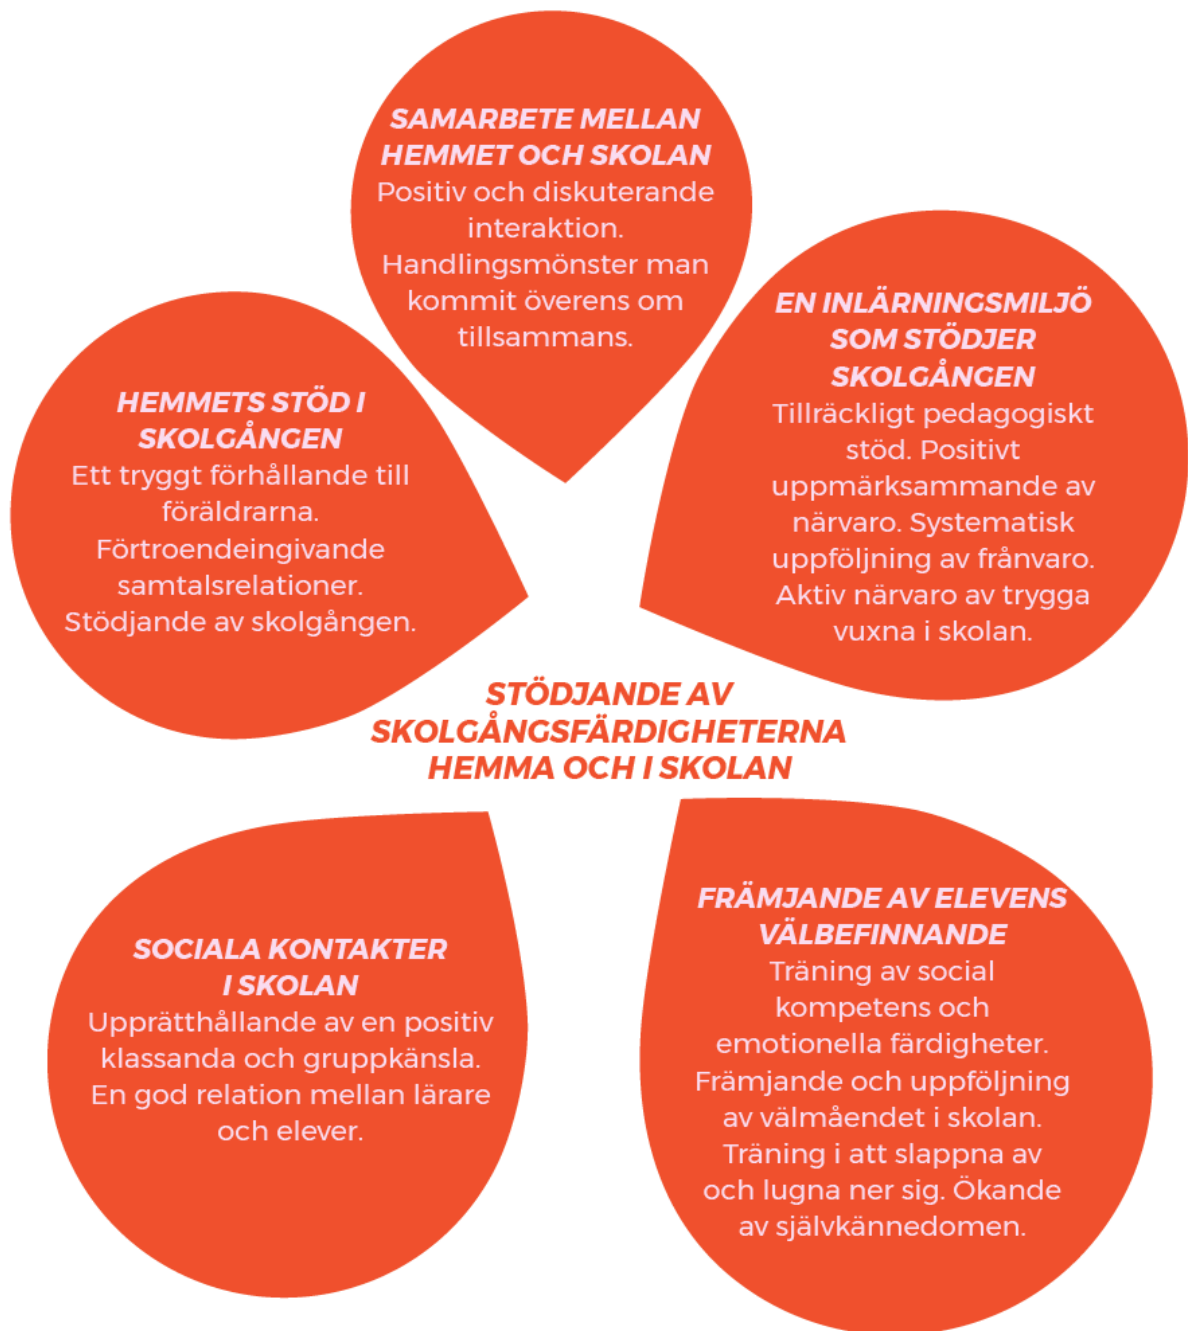 SAMARBETE MELLAN
HEMMET OCH SKOLAN
Positiv och diskuterande
interaktion.
Handlingsmönster man
kommit överens om
tillsammans.
EN INLÄRNINGSMILJÖ
SOM STÖDJER
SKOLGÅNGEN
Tillräckligt pedagogiskt
stöd. Positivt
uppmärksammande av
närvaro. Systematisk
uppföljning av frånvaro.
Aktiv närvaro av trygga
vuxna i skolan.
HEMMETS STÖD I
SKOLGÅNGEN
Ett tryggt förhållande till
föräldrarna.
Förtroendeingivande
samtalsrelationer.
Stödjande av skolgången.
STÖDJANDE AV
SKOLGÅNGSFÄRDIGHETERNA
HEMMA OCH I SKOLAN
SOCIALA KONTAKTER
I SKOLAN
Upprätthållande av en positiv
klassanda och gruppkänsla.
En god relation mellan lärare
och elever.
FRÄMJANDE AV ELEVENS
VÄLBEFINNANDE
Träning av social
kompetens och
emotionella färdigheter.
Främjande och uppföljning
av välmåendet i skolan.
Träning i att slappna av
och lugna ner sig. Ökande
av självkännedomen.